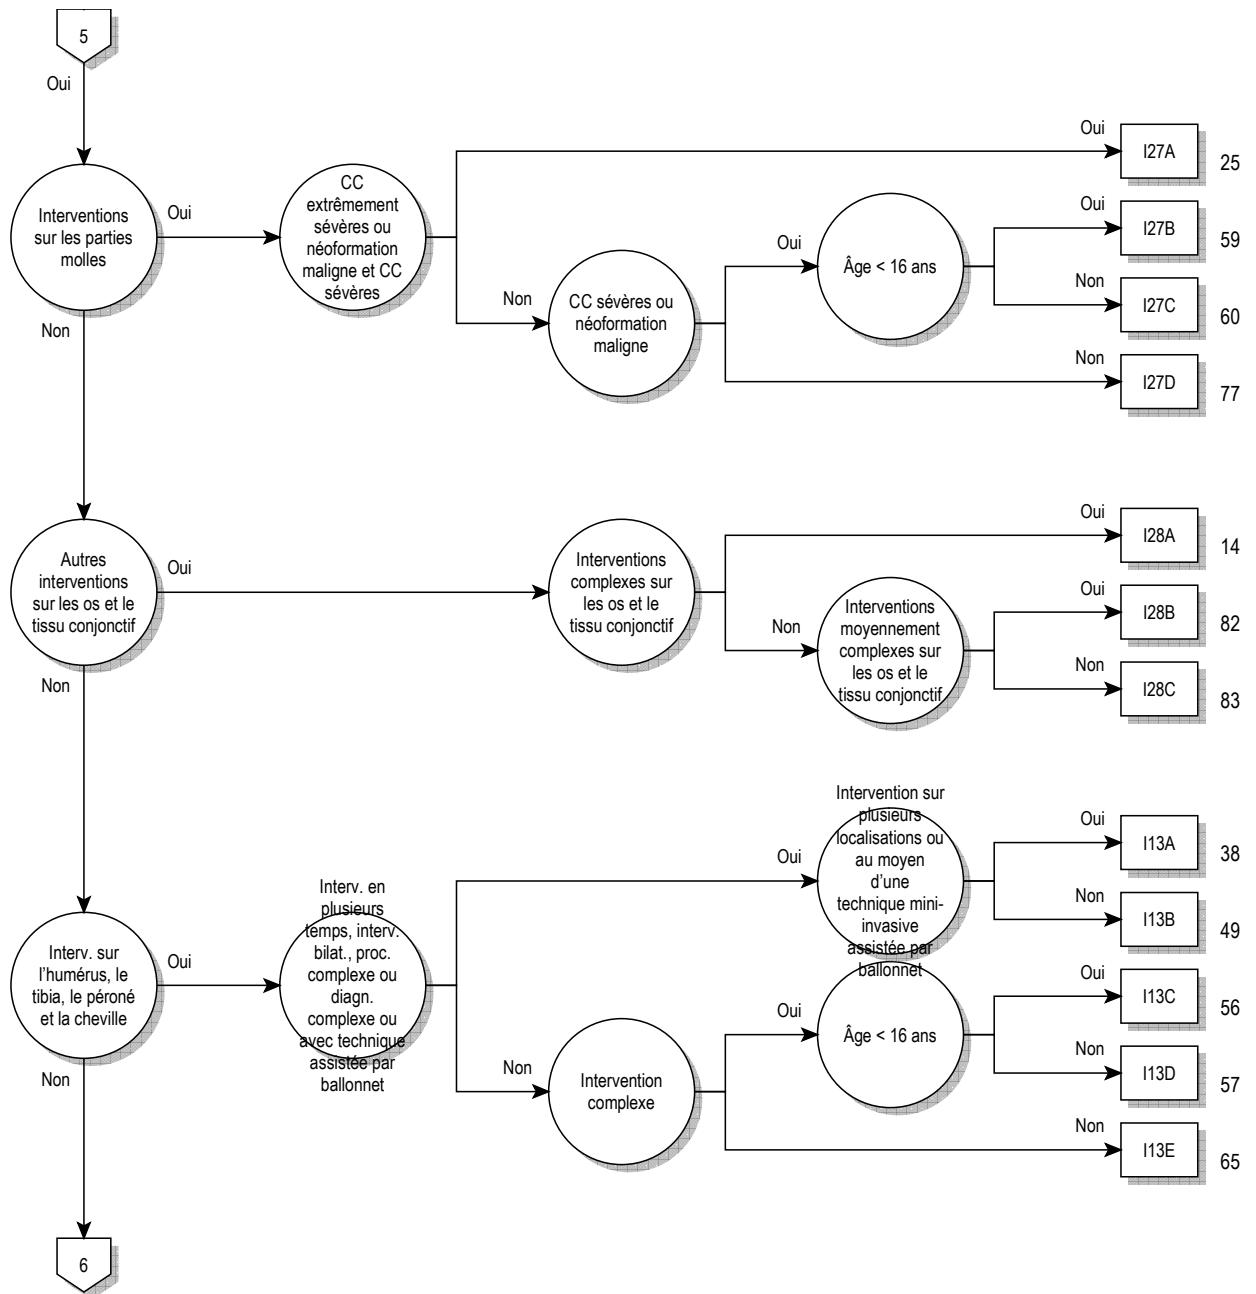 5
Oui
Interventions
sur les parties
molles
Oui
Non
CC
extrêmement
sévères ou
néoformation
maligne et CC
sévères
Non
CC sévères ou
néoformation
maligne
Oui
Âge < 16 ans
Oui
I27A
25
Oui
I27B
59
Non
I27C
60
Non
I27D
77
Autres
interventions
sur les os et le
tissu conjonctif
Oui
Non
Interventions
complexes sur
les os et le
tissu conjonctif
Non
Interventions
moyennement
complexes sur
les os et le
tissu conjonctif
Oui
I28A
14
Oui
I28B
82
Non
I28C
83
Interv. sur
l'humérus, le
tibia, le péroné
et la cheville
Oui
Non
Interv. en
plusieurs
temps, interv.
bilat., proc.
complexe ou
diagn.
complexe ou
avec technique
assistée par
ballonnet
Oui
Intervention sur
plusieurs
localisations ou
au moyen
d'une
technique mini-
invasive
assistée par
ballonnet
Oui
I13A
38
Non
I13B
49
Non
Intervention
complexe
Oui
Âge < 16 ans
Oui
I13C
56
Non
I13D
57
Non
I13E
65
6